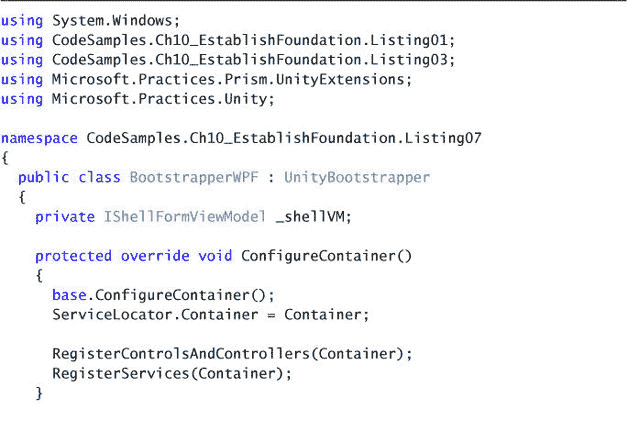 using System.Windows;
using CodeSamples.Ch10_EstablishFoundation.Listing01;
using CodeSamples.Ch10_EstablishFoundation.Listing03;
using Microsoft.Practices.Prism.UnityExtensions;
using Microsoft.Practices.Unity;

namespace CodeSamples.Ch10_EstablishFoundation.Listing07
{
  public class BootstrapperWPF : UnityBootstrapper
  {
    private IShellFormViewModel _shellVM;

    protected override void ConfigureContainer()
    {
      base.ConfigureContainer();
      ServiceLocator.Container = Container;

      RegisterControlsAndControllers(Container);
      RegisterServices(Container);
    }